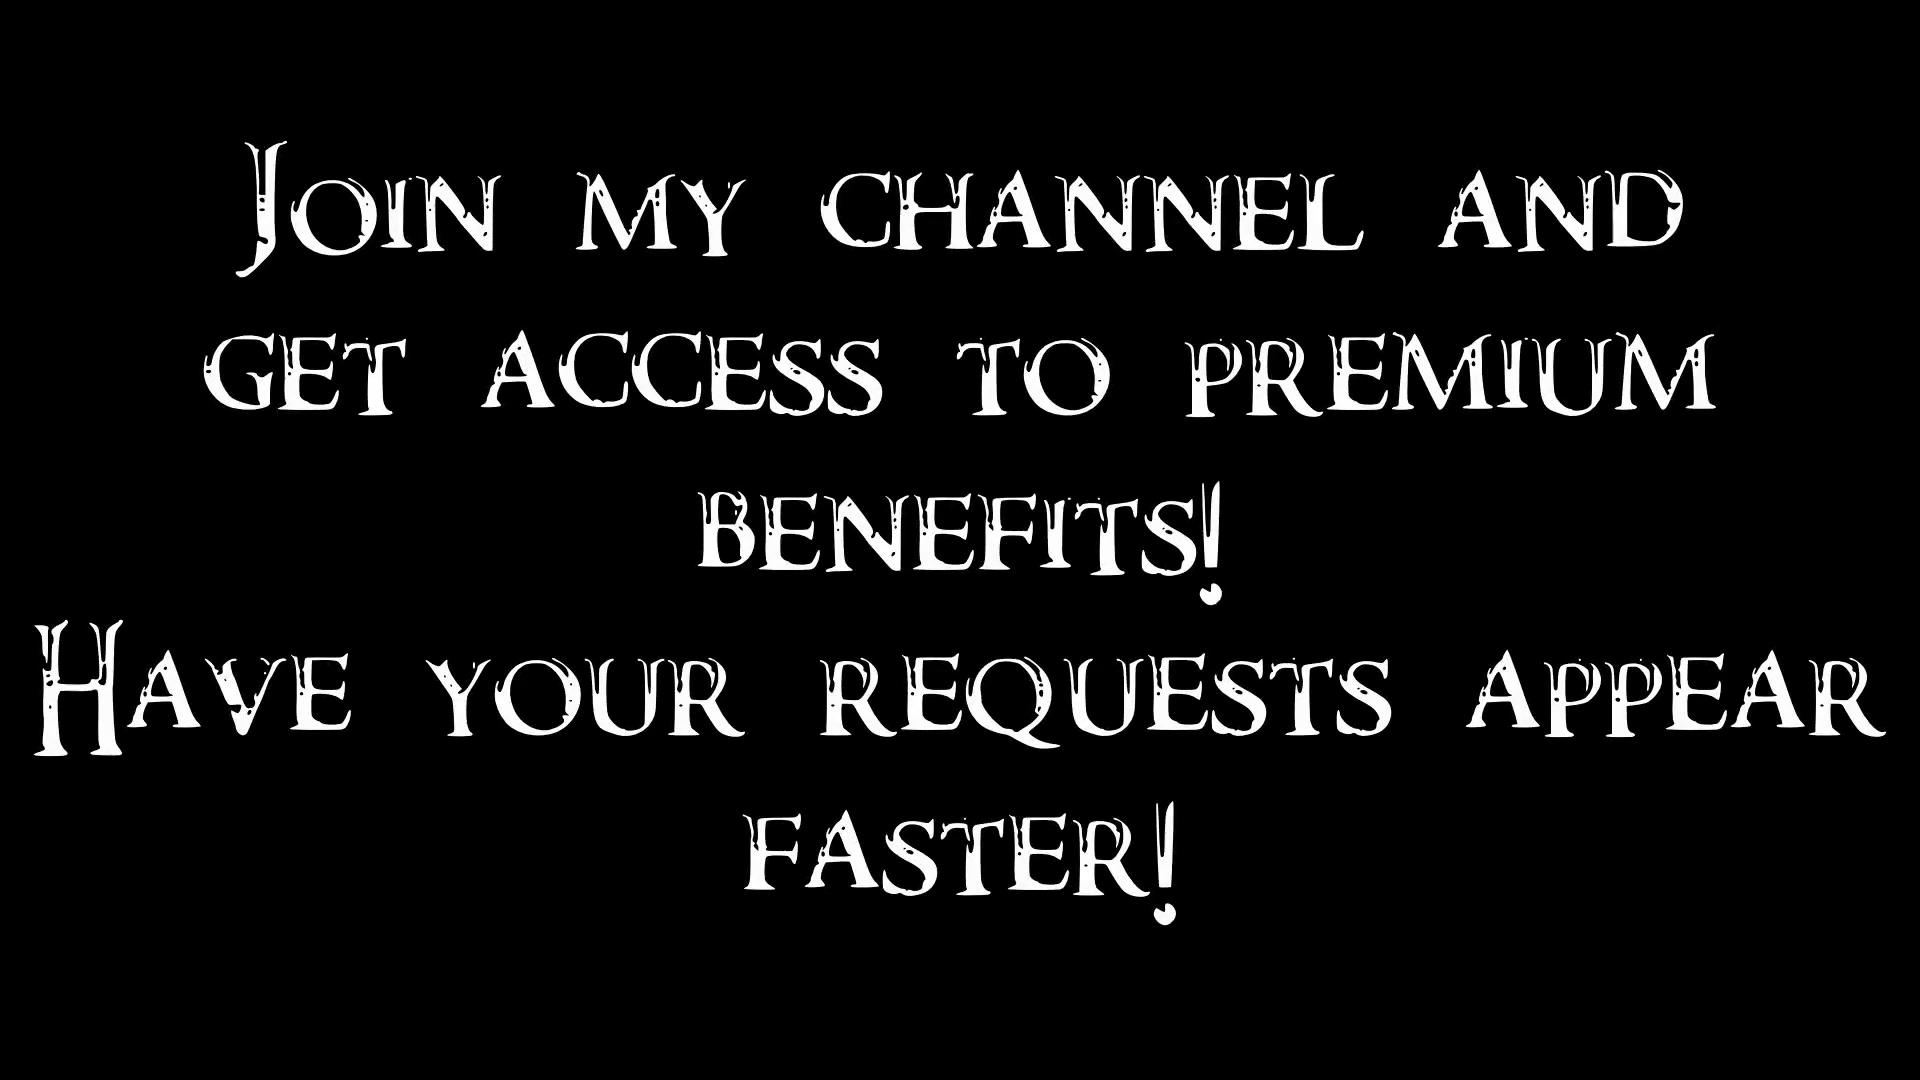 Join my channel and
get access to premium
benefits!
Have your requests appear
faster!